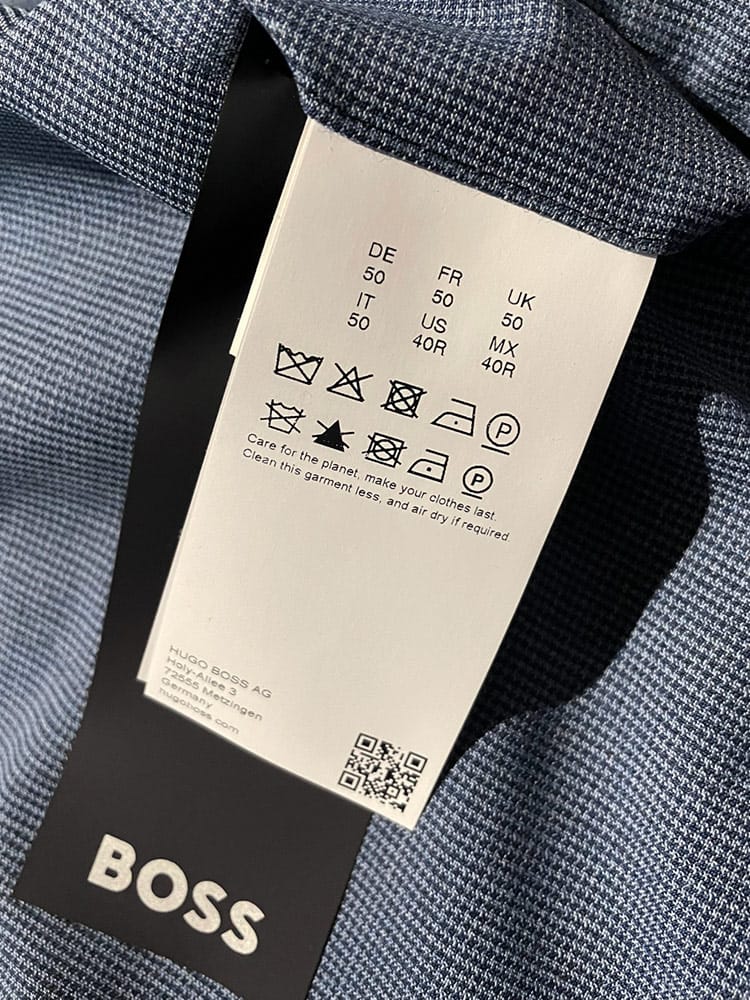 DE FR UK
50 50 50
IT US MX
50 40R 40R
P
P
Care for the planet, make your clothes last.
Clean this garment less, and air dry if required.
HUGO BOSS AG
Holy-Allee 3
72555 Metzingen
Germany
hugoboss.com
BOSS